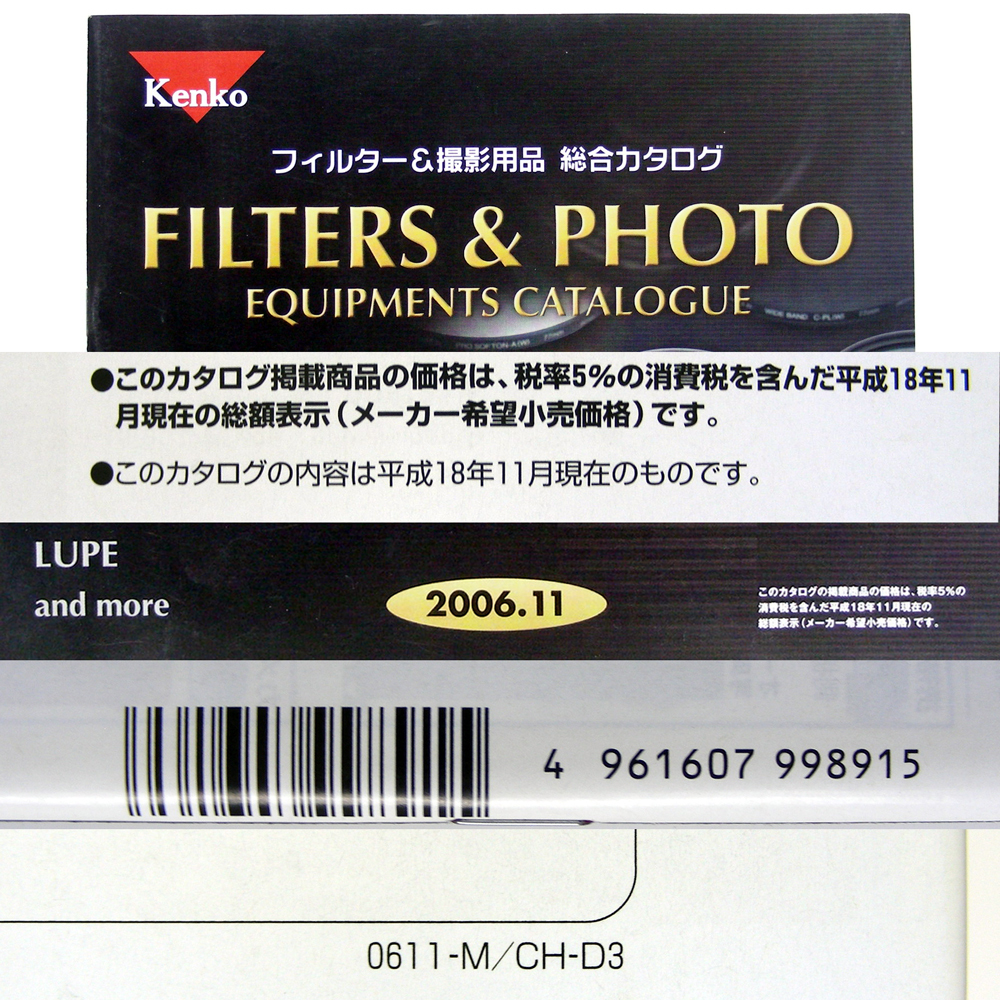 Kenko
フィルター&撮影用品 総合カタログ
FILTERS & PHOTO
EQUIPMENTS CATALOGUE
PRO SOFTON-A(W) 77mm
WIDE BAND C-PL(W) 77mm
●このカタログ掲載商品の価格は、税率5%の消費税を含んだ平成18年11
月現在の総額表示(メーカー希望小売価格)です。
●このカタログの内容は平成18年11月現在のものです。
LUPE
and more
2006.11
このカタログの掲載商品の価格は、税率5%の
消費税を含んだ平成18年11月現在の
総額表示(メーカー希望小売価格)です。
4 961607 998915
0611-M/CH-D3